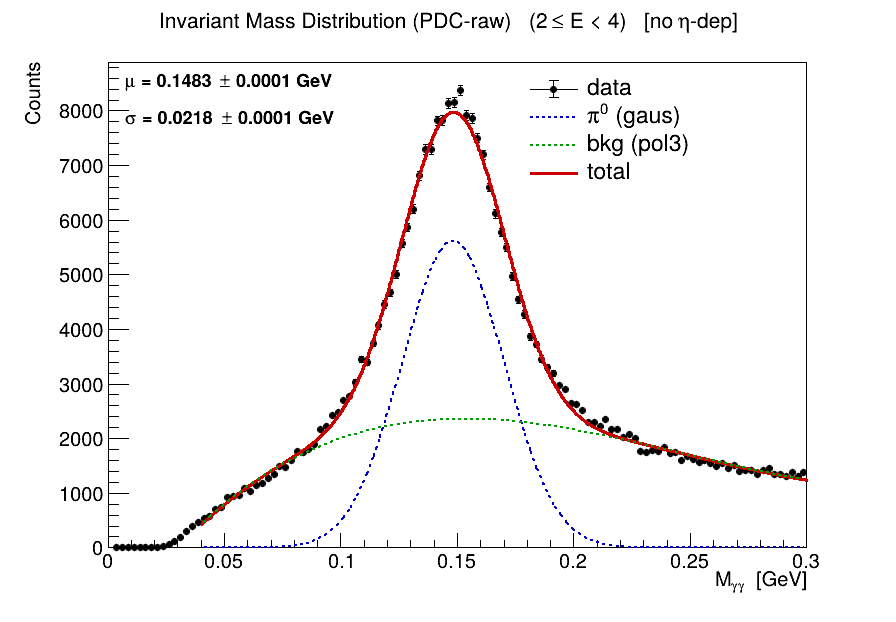 Invariant Mass Distribution (PDC-raw) (2 ≤ E < 4) [no η-dep]
Counts
μ = 0.1483 ± 0.0001 GeV
σ = 0.0218 ± 0.0001 GeV
data
π⁰ (gaus)
bkg (pol3)
total
8000
7000
6000
5000
4000
3000
2000
1000
0
0 0.05 0.1 0.15 0.2 0.25 0.3
Mγγ [GeV]